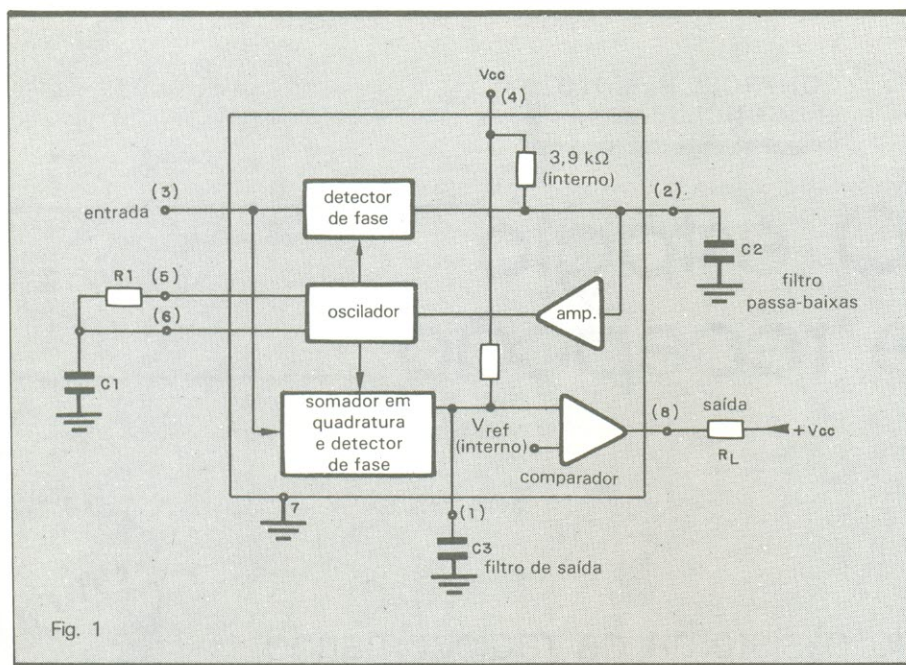 Vcc
(4)
3,9 kΩ
(interno)
(3)
entrada
detector
de fase
(2)
C2
R1
(5)
(6)
oscilador
amp.
filtro
passa-baixas
C1
somador em
quadratura
e detector
de fase
Vref
(interno)
comparador
(8)
saída
+Vcc
RL
7
(1)
C3
filtro de saída
Fig. 1